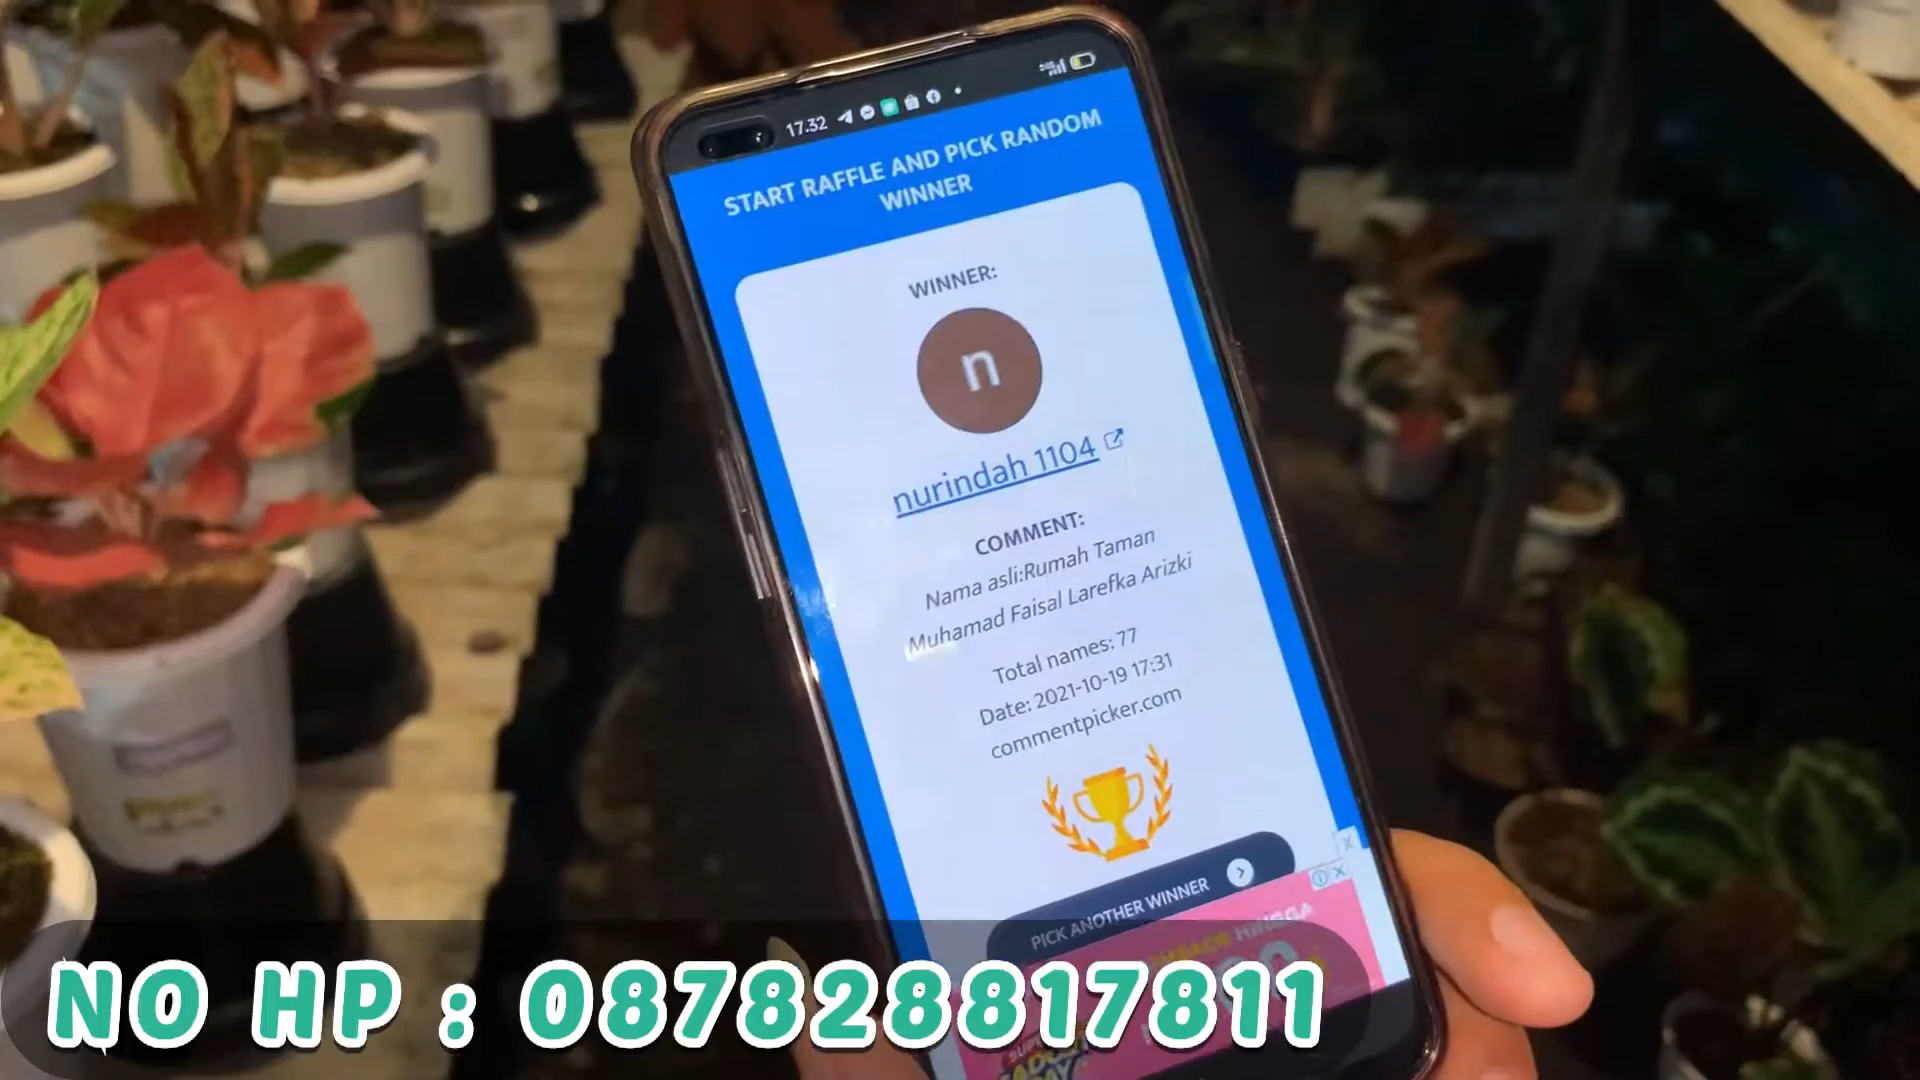 17.32
START RAFFLE AND PICK RANDOM
WINNER
WINNER:
n
nurindah 1104
COMMENT:
Nama asli:Rumah Taman
Muhamad Faisal Larefka Arizki
Total names: 77
Date: 2021-10-19 17:31
commentpicker.com
PICK ANOTHER WINNER
NO HP : 087828817811